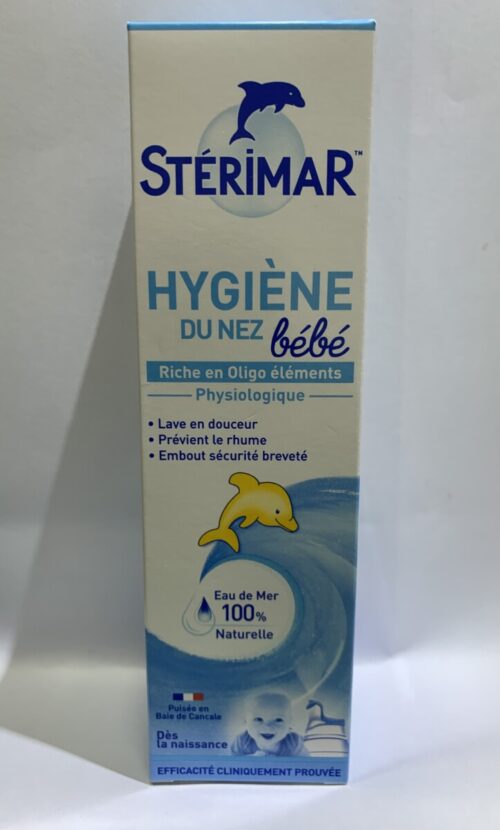 STÉRIMAR™
HYGIÈNE
DU NEZ bébé
Riche en Oligo éléments
Physiologique
• Lave en douceur
• Prévient le rhume
• Embout sécurité breveté
Eau de Mer
100%
Naturelle
Puisée en
Baie de Cancale
Dès
la naissance
EFFICACITÉ CLINIQUEMENT PROUVÉE